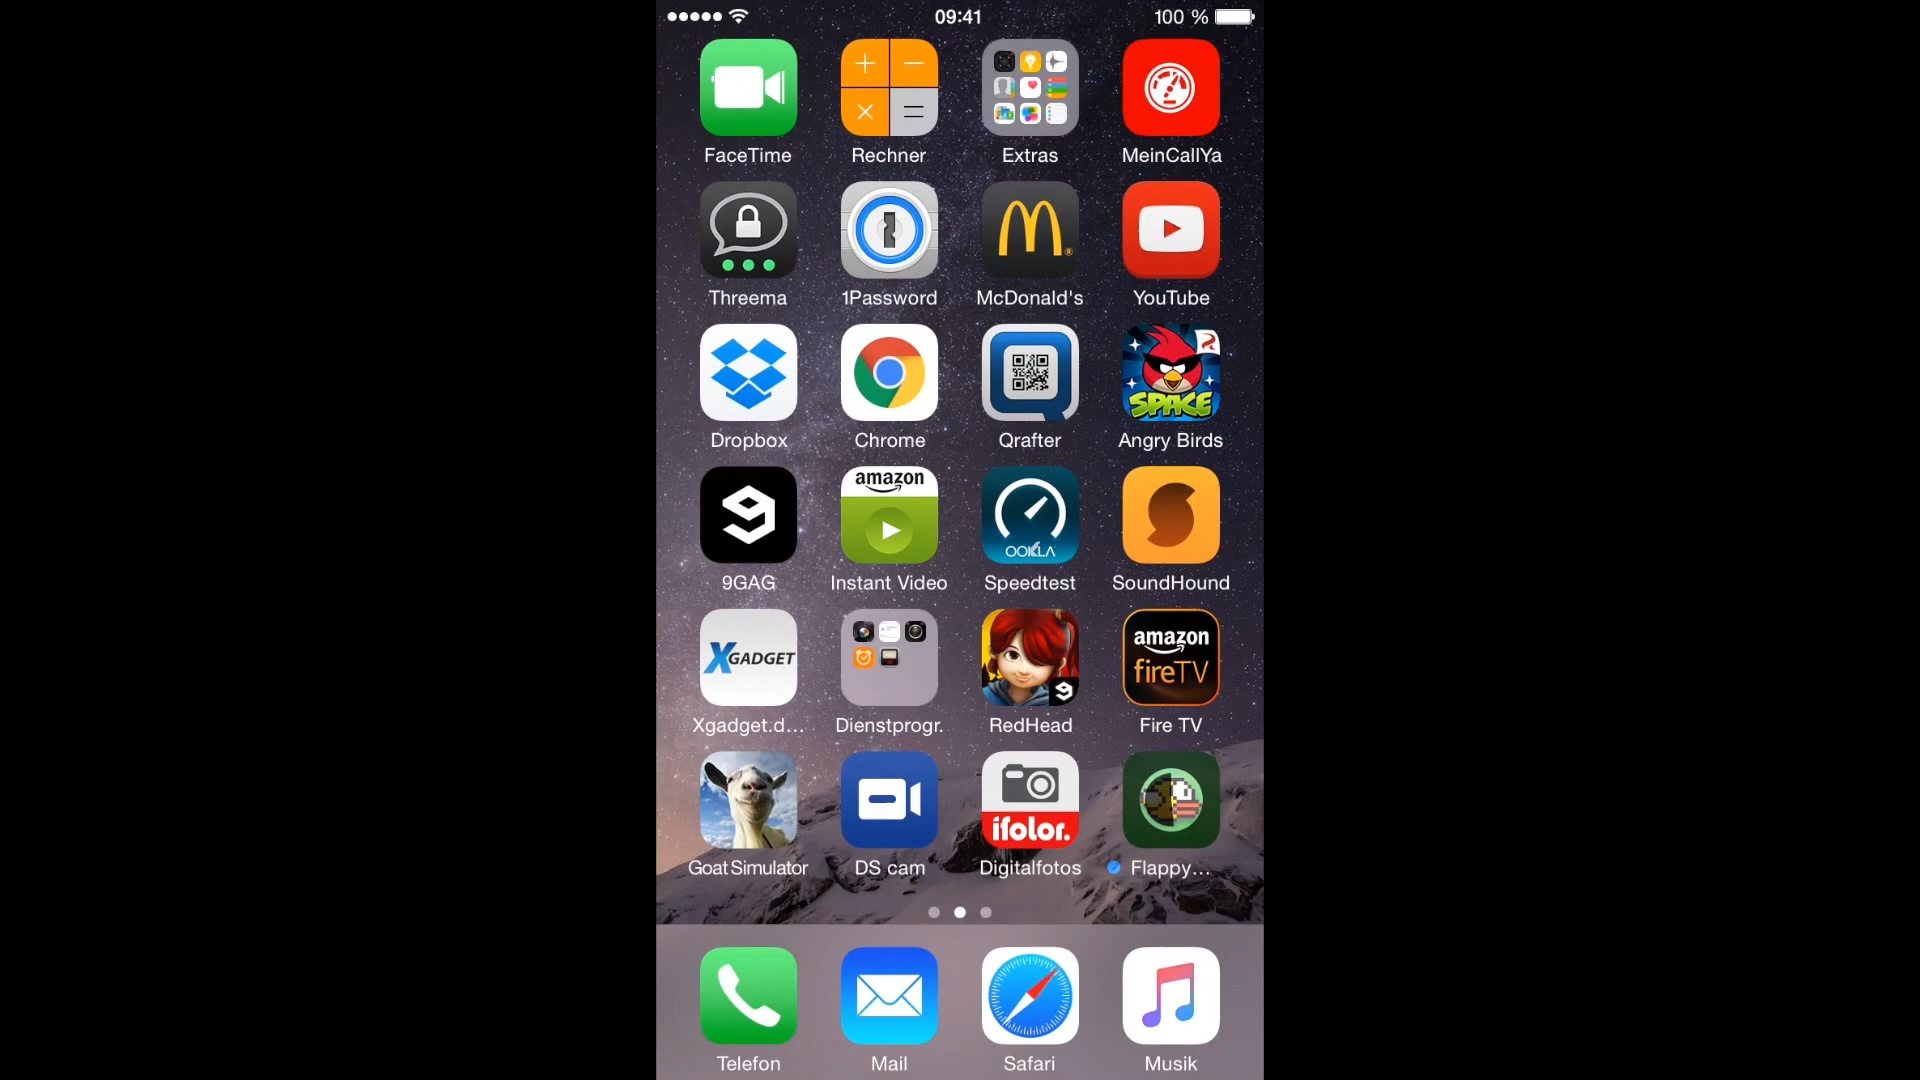 09:41
100 %
FaceTime
Rechner
Extras
MeinCallYa
Threema
1Password
McDonald's
YouTube
SPACE
Dropbox
Chrome
Qrafter
Angry Birds
amazon
OOKLA
9GAG
Instant Video
Speedtest
SoundHound
XGADGET
amazon
fireTV
Xgadget.d...
Dienstprogr.
RedHead
Fire TV
ifolor.
Goat Simulator
DS cam
Digitalfotos
Flappy...
Telefon
Mail
Safari
Musik